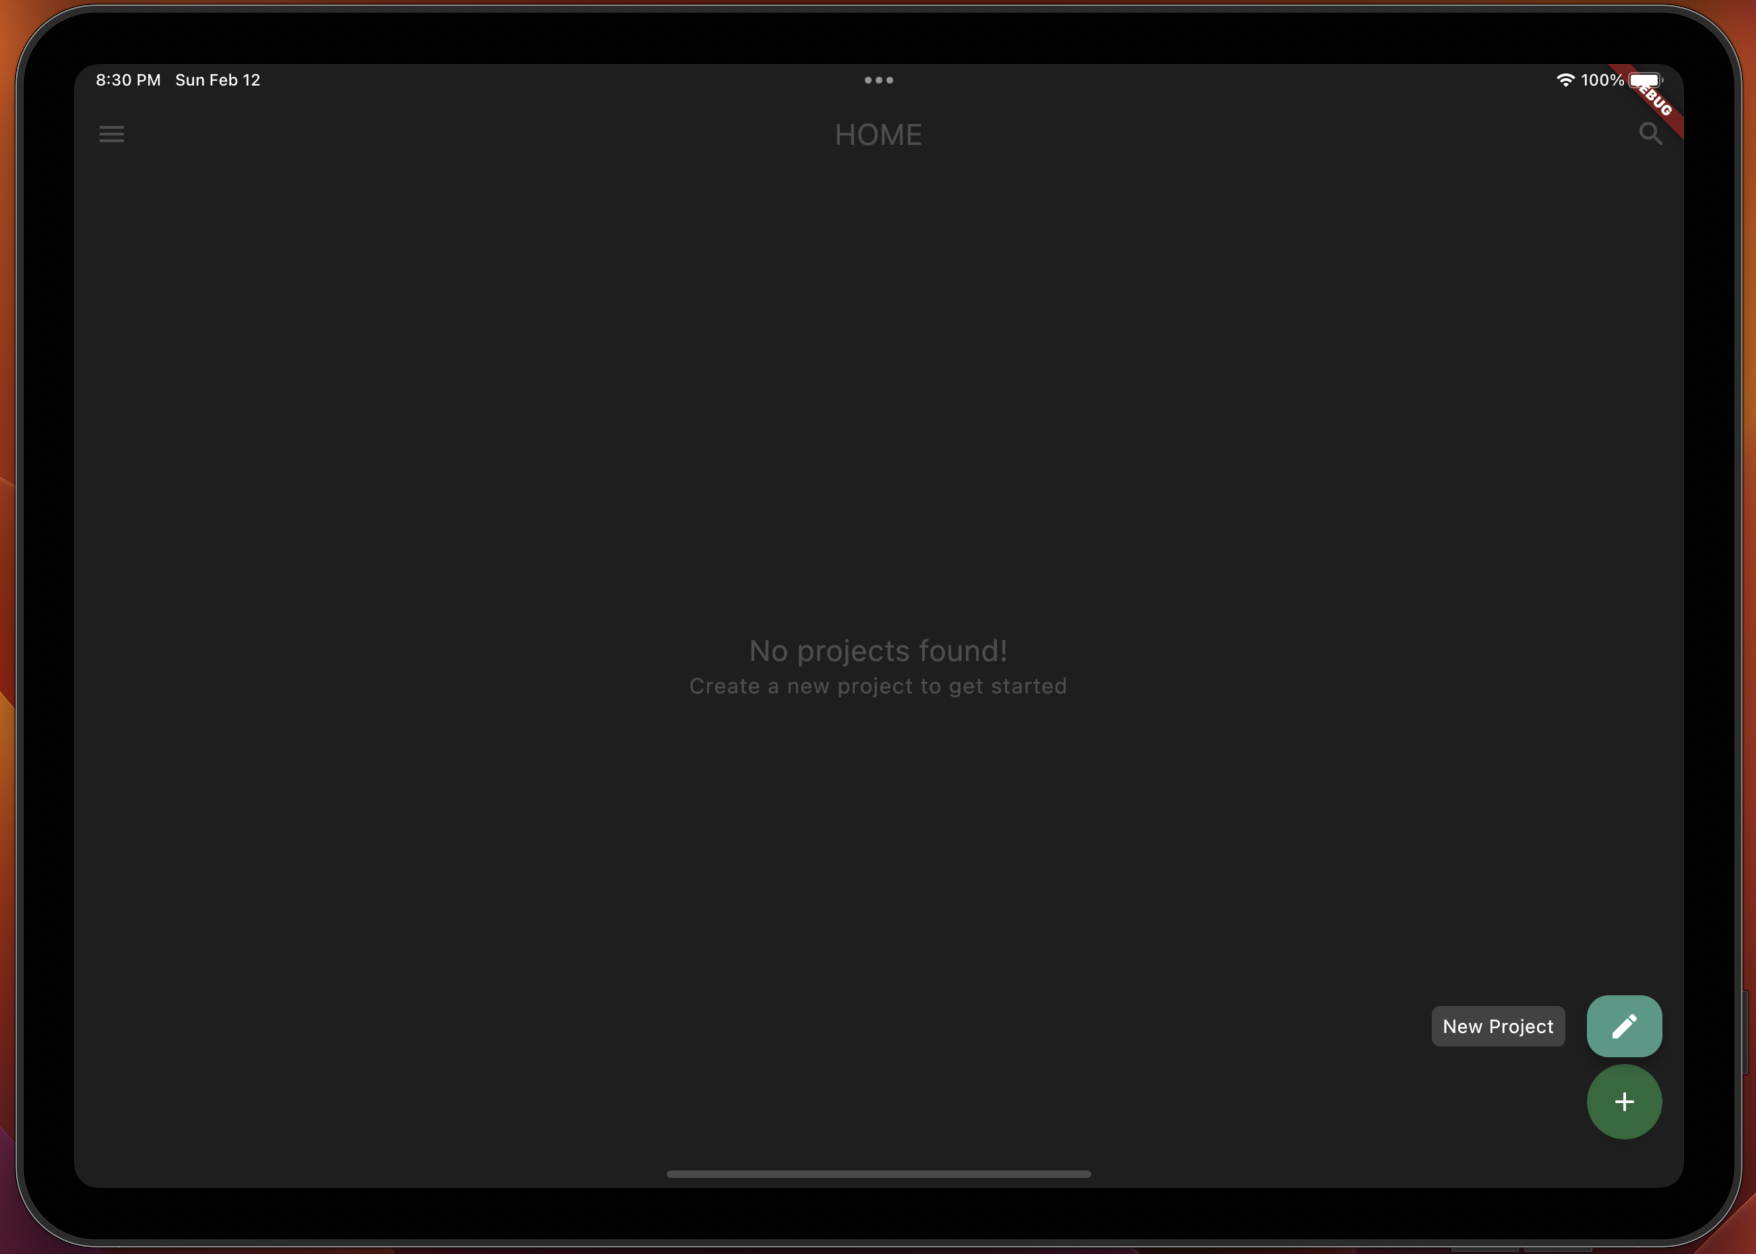 8:30 PM Sun Feb 12
100%
EBUG
HOME
No projects found!
Create a new project to get started
New Project